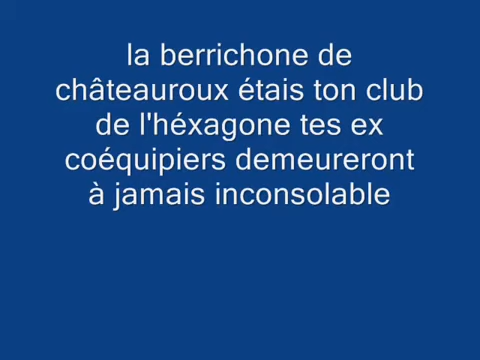 la berrichone de
châteauroux étais ton club
de l'héxagone tes ex
coéquipiers demeureront
à jamais inconsolable